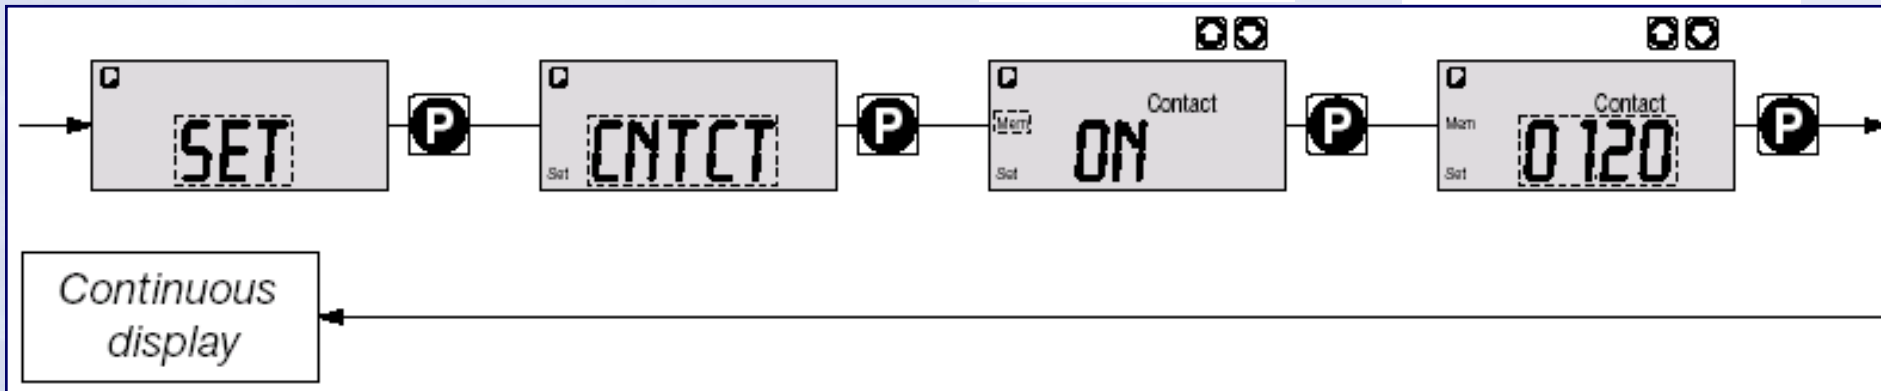 SET
P
Set
CNTCT
P
Contact
Mem
ON
Set
P
Contact
Mem
0120
Set
P
Continuous
display